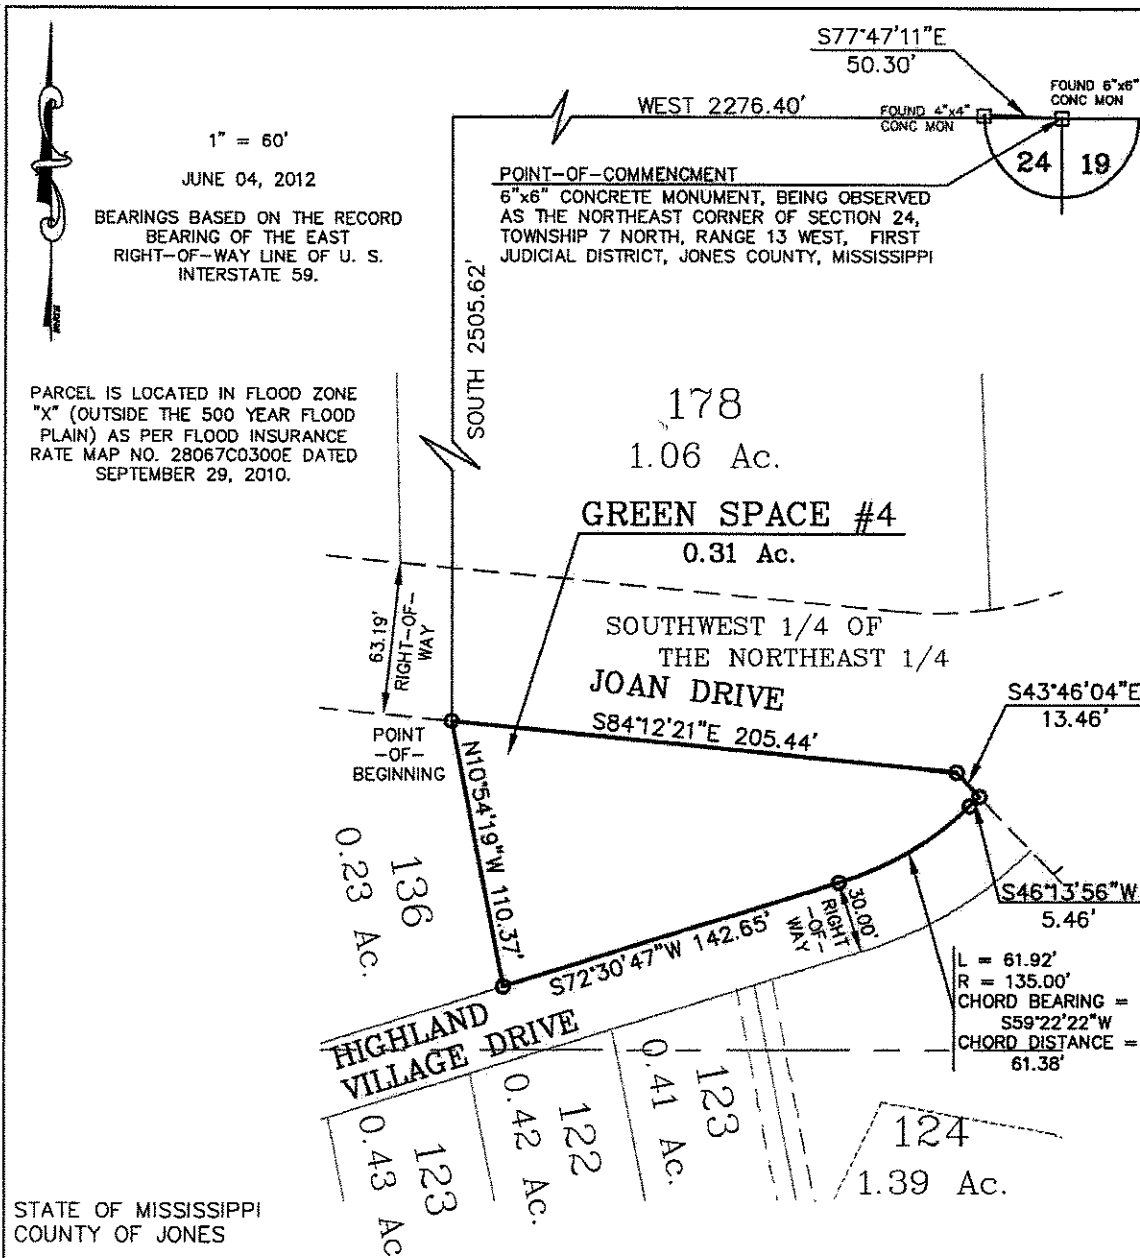 S77°47'11"E
50.30'
FOUND 6"x6"
CONC MON
WEST 2276.40'
FOUND 4"x4"
CONC MON
24
19
1" = 60'
JUNE 04, 2012
BEARINGS BASED ON THE RECORD
BEARING OF THE EAST
RIGHT-OF-WAY LINE OF U. S.
INTERSTATE 59.
POINT-OF-COMMENCMENT
6"x6" CONCRETE MONUMENT, BEING OBSERVED
AS THE NORTHEAST CORNER OF SECTION 24,
TOWNSHIP 7 NORTH, RANGE 13 WEST, FIRST
JUDICIAL DISTRICT, JONES COUNTY, MISSISSIPPI
SOUTH 2505.62'
PARCEL IS LOCATED IN FLOOD ZONE
"X" (OUTSIDE THE 500 YEAR FLOOD
PLAIN) AS PER FLOOD INSURANCE
RATE MAP NO. 28067C0300E DATED
SEPTEMBER 29, 2010.
178
1.06 Ac.
GREEN SPACE #4
0.31 Ac.
63.19'
RIGHT-OF-
WAY
SOUTHWEST 1/4 OF
THE NORTHEAST 1/4
JOAN DRIVE
S84°12'21"E 205.44'
S43°46'04"E
13.46'
POINT
-OF-
BEGINNING
N10°54'19"W 110.37'
136
0.23 Ac.
S46°13'56"W
5.46'
30.00'
RIGHT
-OF-
WAY
S72°30'47"W 142.65'
L = 61.92'
R = 135.00'
CHORD BEARING =
S59°22'22"W
CHORD DISTANCE =
61.38'
HIGHLAND
VILLAGE DRIVE
123
0.43 Ac
122
0.42 Ac.
123
0.41 Ac.
124
1.39 Ac.
STATE OF MISSISSIPPI
COUNTY OF JONES